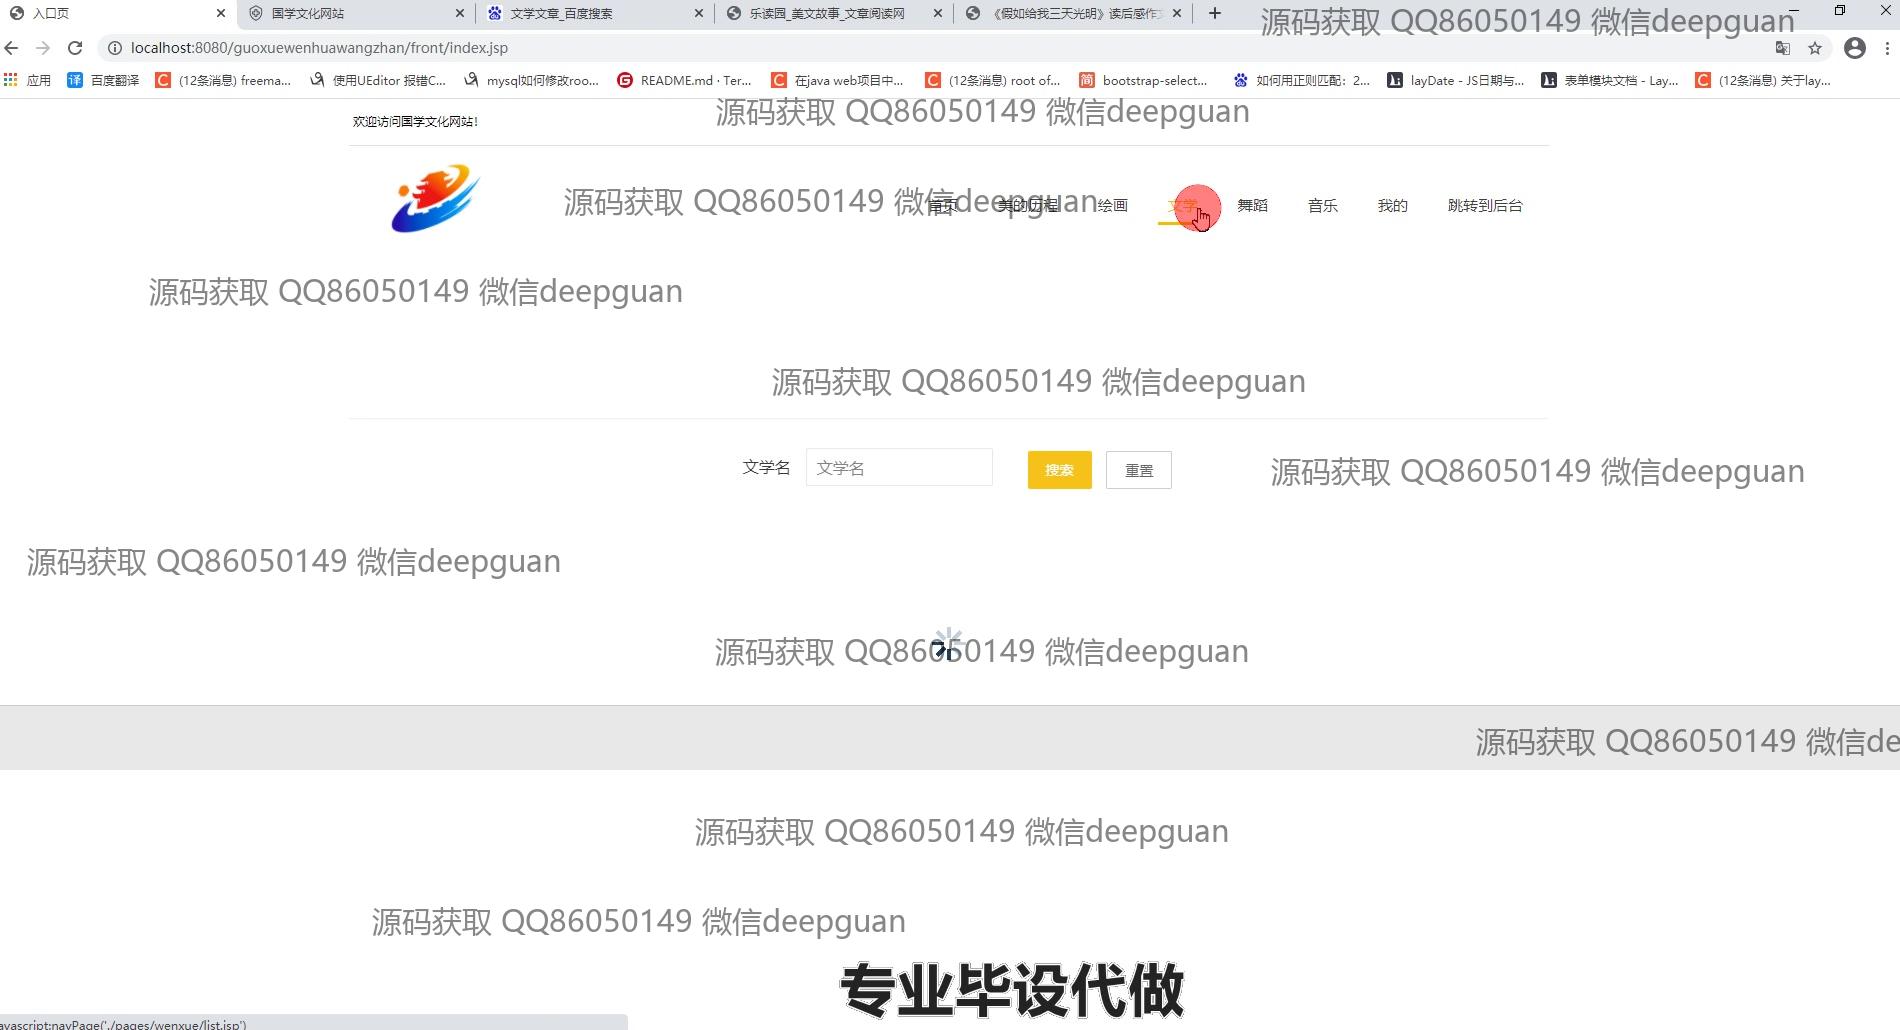 入口页
国学文化网站
文学文章_百度搜索
乐读园_美文故事_文章阅读网
《假如给我三天光明》读后感作文
源码获取 QQ86050149 微信deepguan
localhost:8080/guoxuewenhuawangzhan/front/index.jsp
应用
百度翻译
(12条消息) freema...
使用UEditor 报错C...
mysql如何修改roo...
README.md · Ter...
在java web项目中...
(12条消息) root of...
bootstrap-select...
如何用正则匹配：2...
layDate - JS日期与...
表单模块文档 - Lay...
(12条消息) 关于lay...
源码获取 QQ86050149 微信deepguan
欢迎访问国学文化网站!
源码获取 QQ86050149 微信deepguan
首页
美的历程
绘画
文学
舞蹈
音乐
我的
跳转到后台
源码获取 QQ86050149 微信deepguan
源码获取 QQ86050149 微信deepguan
文学名
文学名
搜索
重置
源码获取 QQ86050149 微信deepguan
源码获取 QQ86050149 微信deepguan
源码获取 QQ86050149 微信deepguan
源码获取 QQ86050149 微信de
源码获取 QQ86050149 微信deepguan
源码获取 QQ86050149 微信deepguan
专业毕设代做
avascript:navPage('./pages/wenxue/list.jsp')